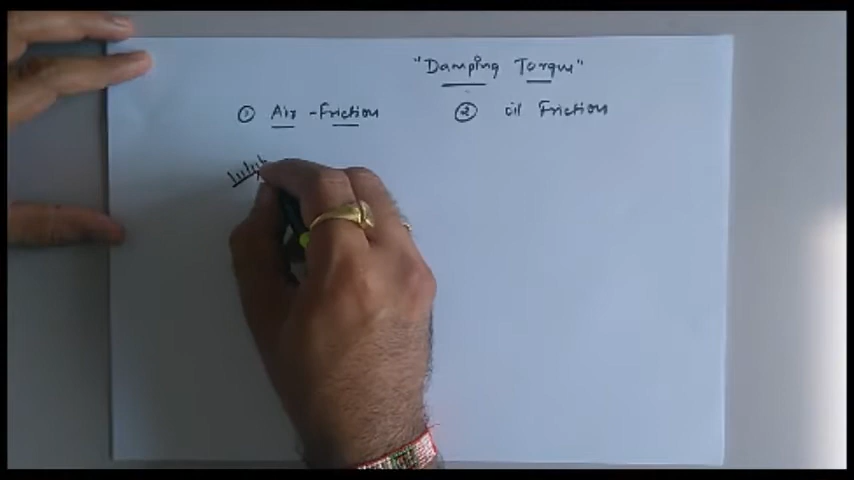 "Damping Torque"
① Air - Friction ② oil Friction